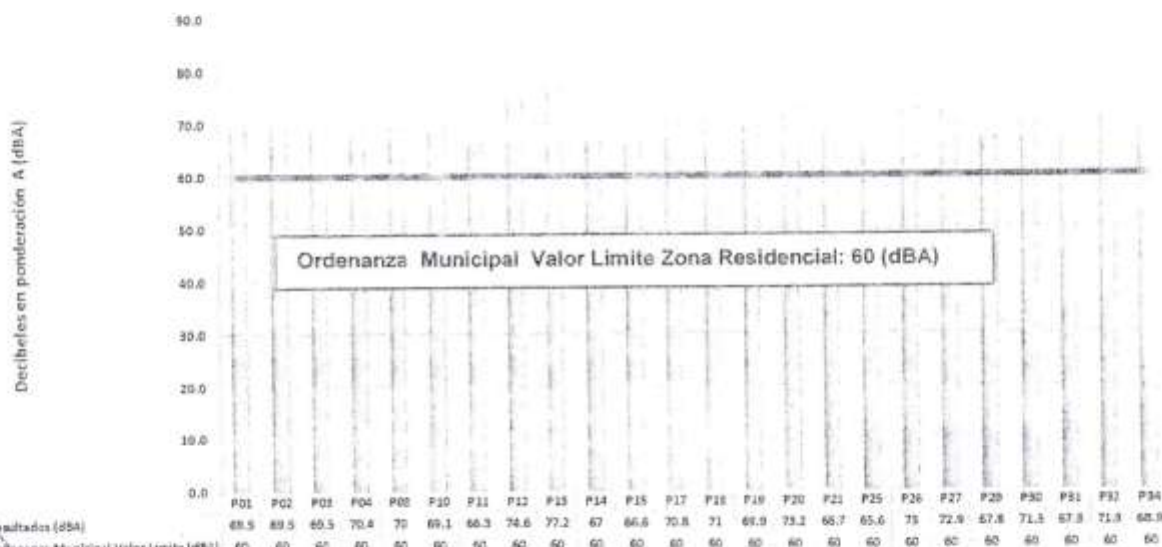 90.0
80.0
70.0
Decibeles en ponderación A (dBA)
60.0
50.0
Ordenanza Municipal Valor Limite Zona Residencial: 60 (dBA)
40.0
30.0
20.0
10.0
0.0
P01 P02 P03 P04 P08 P10 P11 P12 P13 P14 P15 P17 P18 P19 P20 P21 P25 P26 P27 P29 P30 P31 P32 P34
(dBA) 69.5 69.5 69.5 70.4 70 69.1 66.3 74.6 77.2 67 66.6 70.8 71 69.9 73.2 68.7 65.6 75 72.9 67.8 71.3 67.9 71.9 68.9
Municipal Valor Límite (dBA) 60 60 60 60 60 60 60 60 60 60 60 60 60 60 60 60 60 60 60 60 60 60 60 60